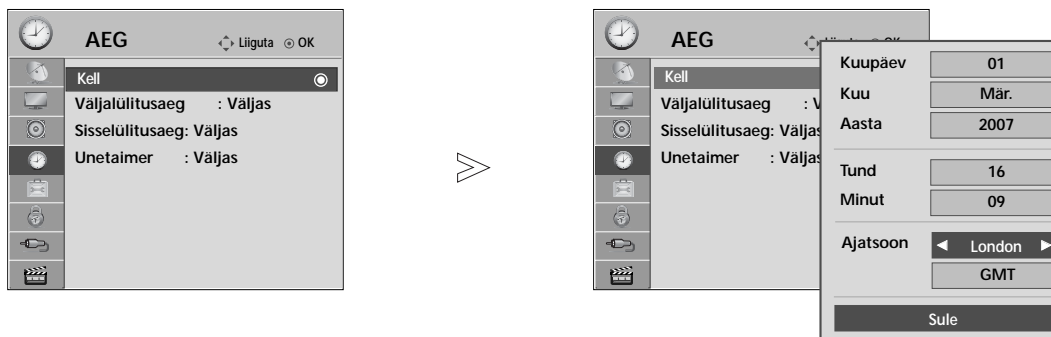 AEG
Liiguta OK
Kell
Väljalülitusaeg : Väljas
Sisselülitusaeg: Väljas
Unetaimer : Väljas
AEG
Kell
Väljalülitusaeg : V
Sisselülitusaeg: Väljas
Unetaimer : Väljas
Kuupäev 01
Kuu Mär.
Aasta 2007
Tund 16
Minut 09
Ajatsoon ◄ London ►
GMT
Sule